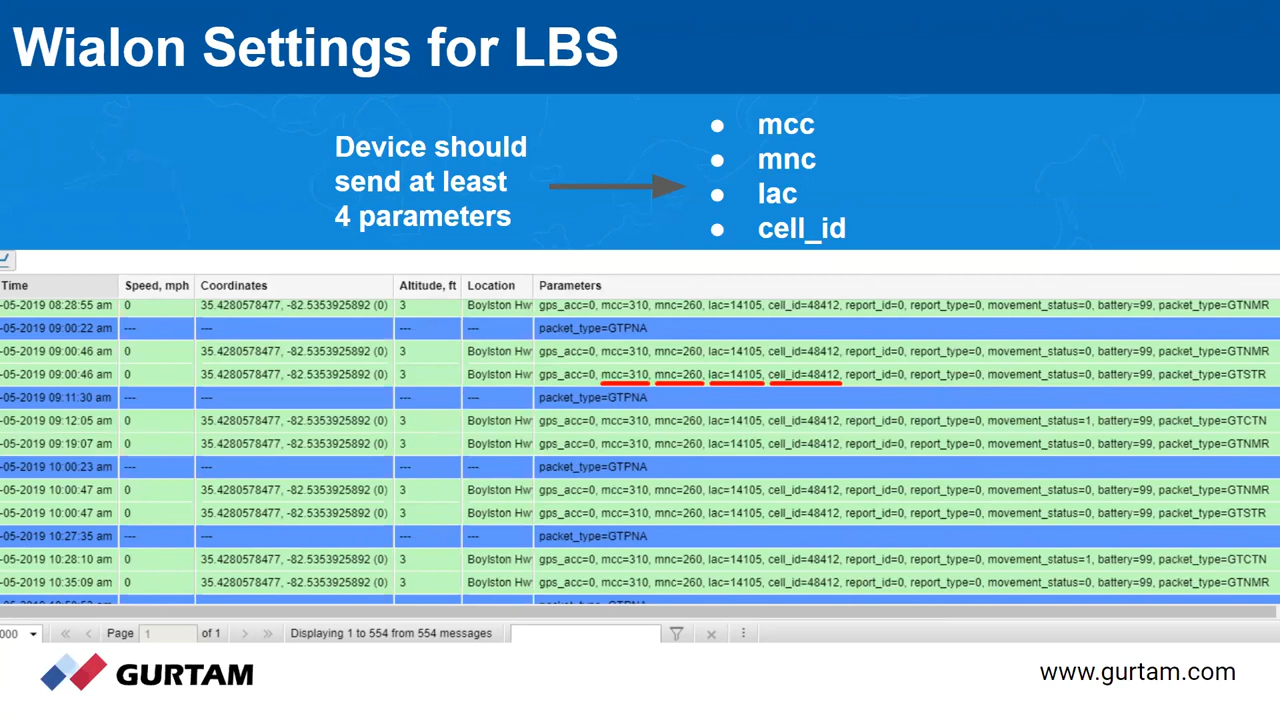 Wialon Settings for LBS
Device should
send at least
4 parameters
● mcc
● mnc
● lac
● cell_id
Time Speed, mph Coordinates Altitude, ft Location Parameters
-05-2019 08:28:55 am 0 35.4280578477, -82.5353925892 (0) 3 Boylston Hw gps_acc=0, mcc=310, mnc=260, lac=14105, cell_id=48412, report_id=0, report_type=0, movement_status=0, battery=99, packet_type=GTNMR
-05-2019 09:00:22 am --- --- --- --- packet_type=GTPNA
-05-2019 09:00:46 am 0 35.4280578477, -82.5353925892 (0) 3 Boylston Hw gps_acc=0, mcc=310, mnc=260, lac=14105, cell_id=48412, report_id=0, report_type=0, movement_status=0, battery=99, packet_type=GTNMR
-05-2019 09:00:46 am 0 35.4280578477, -82.5353925892 (0) 3 Boylston Hw gps_acc=0, mcc=310, mnc=260, lac=14105, cell_id=48412, report_id=0, report_type=0, movement_status=0, battery=99, packet_type=GTSTR
-05-2019 09:11:30 am --- --- --- --- packet_type=GTPNA
-05-2019 09:12:05 am 0 35.4280578477, -82.5353925892 (0) 3 Boylston Hw gps_acc=0, mcc=310, mnc=260, lac=14105, cell_id=48412, report_id=0, report_type=0, movement_status=1, battery=99, packet_type=GTCTN
-05-2019 09:19:07 am 0 35.4280578477, -82.5353925892 (0) 3 Boylston Hw gps_acc=0, mcc=310, mnc=260, lac=14105, cell_id=48412, report_id=0, report_type=0, movement_status=0, battery=99, packet_type=GTNMR
-05-2019 10:00:23 am --- --- --- --- packet_type=GTPNA
-05-2019 10:00:47 am 0 35.4280578477, -82.5353925892 (0) 3 Boylston Hw gps_acc=0, mcc=310, mnc=260, lac=14105, cell_id=48412, report_id=0, report_type=0, movement_status=0, battery=99, packet_type=GTNMR
-05-2019 10:00:47 am 0 35.4280578477, -82.5353925892 (0) 3 Boylston Hw gps_acc=0, mcc=310, mnc=260, lac=14105, cell_id=48412, report_id=0, report_type=0, movement_status=0, battery=99, packet_type=GTSTR
-05-2019 10:27:35 am --- --- --- --- packet_type=GTPNA
-05-2019 10:28:10 am 0 35.4280578477, -82.5353925892 (0) 3 Boylston Hw gps_acc=0, mcc=310, mnc=260, lac=14105, cell_id=48412, report_id=0, report_type=0, movement_status=1, battery=99, packet_type=GTCTN
-05-2019 10:35:09 am 0 35.4280578477, -82.5353925892 (0) 3 Boylston Hw gps_acc=0, mcc=310, mnc=260, lac=14105, cell_id=48412, report_id=0, report_type=0, movement_status=0, battery=99, packet_type=GTNMR
000 Page 1 of 1 Displaying 1 to 554 from 554 messages
GURTAM
www.gurtam.com